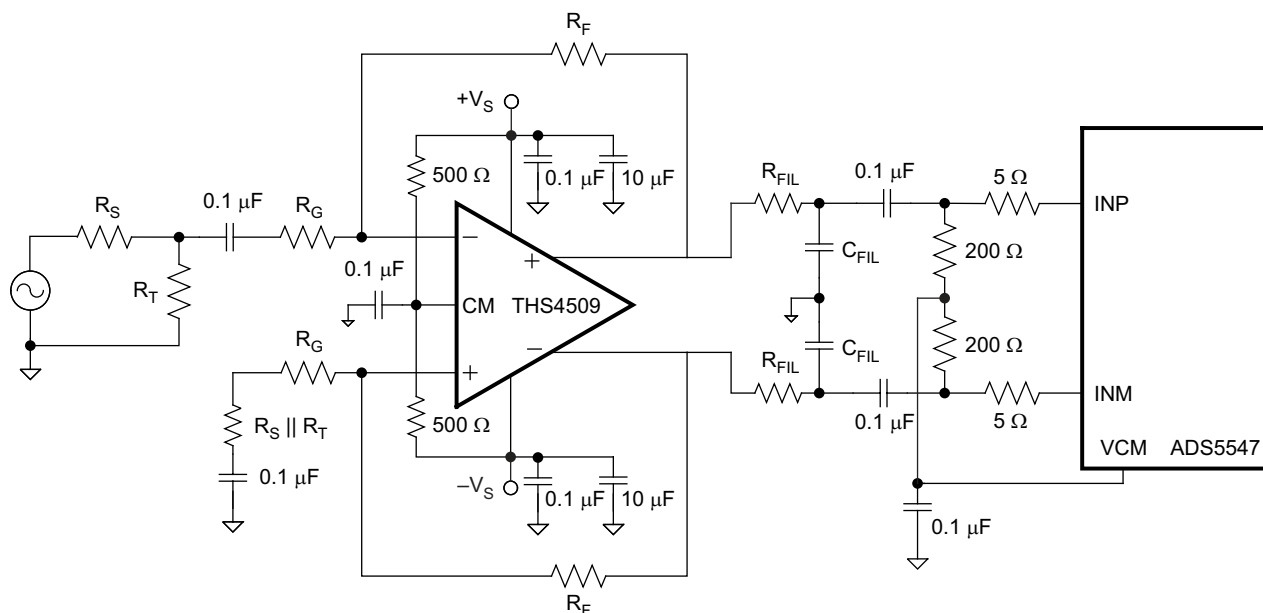 R_F
+V_S
500 Ω
0.1 µF
10 µF
R_FIL
0.1 µF
5 Ω
R_S
0.1 µF
R_G
−
+
INP
C_FIL
200 Ω
R_T
0.1 µF
CM
THS4509
R_G
+
−
C_FIL
200 Ω
R_FIL
0.1 µF
5 Ω
INM
R_S || R_T
500 Ω
VCM
ADS5547
0.1 µF
–V_S
0.1 µF
10 µF
0.1 µF
R_F